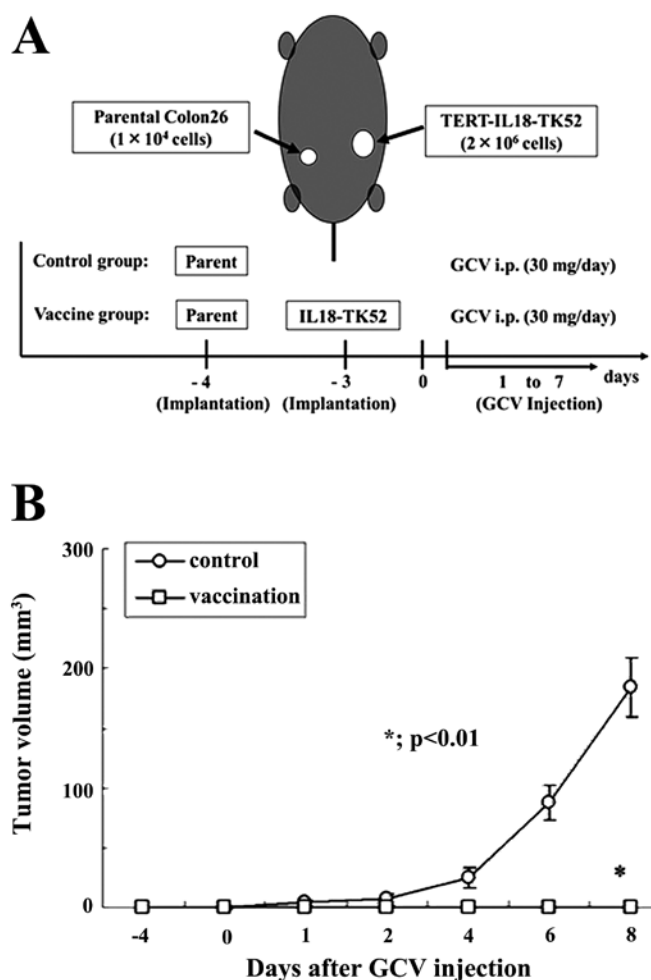 A
Parental Colon26
(1 × 10⁴ cells)
TERT-IL18-TK52
(2 × 10⁶ cells)
Control group: Parent GCV i.p. (30 mg/day)
Vaccine group: Parent IL18-TK52 GCV i.p. (30 mg/day)
- 4 - 3 0 1 to 7 days
(Implantation) (Implantation) (GCV Injection)
B
300
200
100
0
Tumor volume (mm³)
control
vaccination
*; p<0.01
*
-4 0 1 2 4 6 8
Days after GCV injection